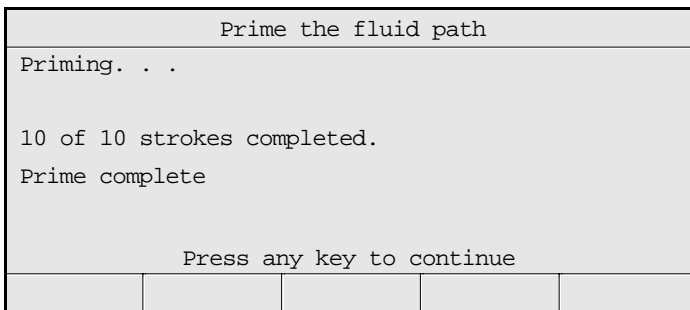 Prime the fluid path
Priming. . .
10 of 10 strokes completed.
Prime complete
Press any key to continue